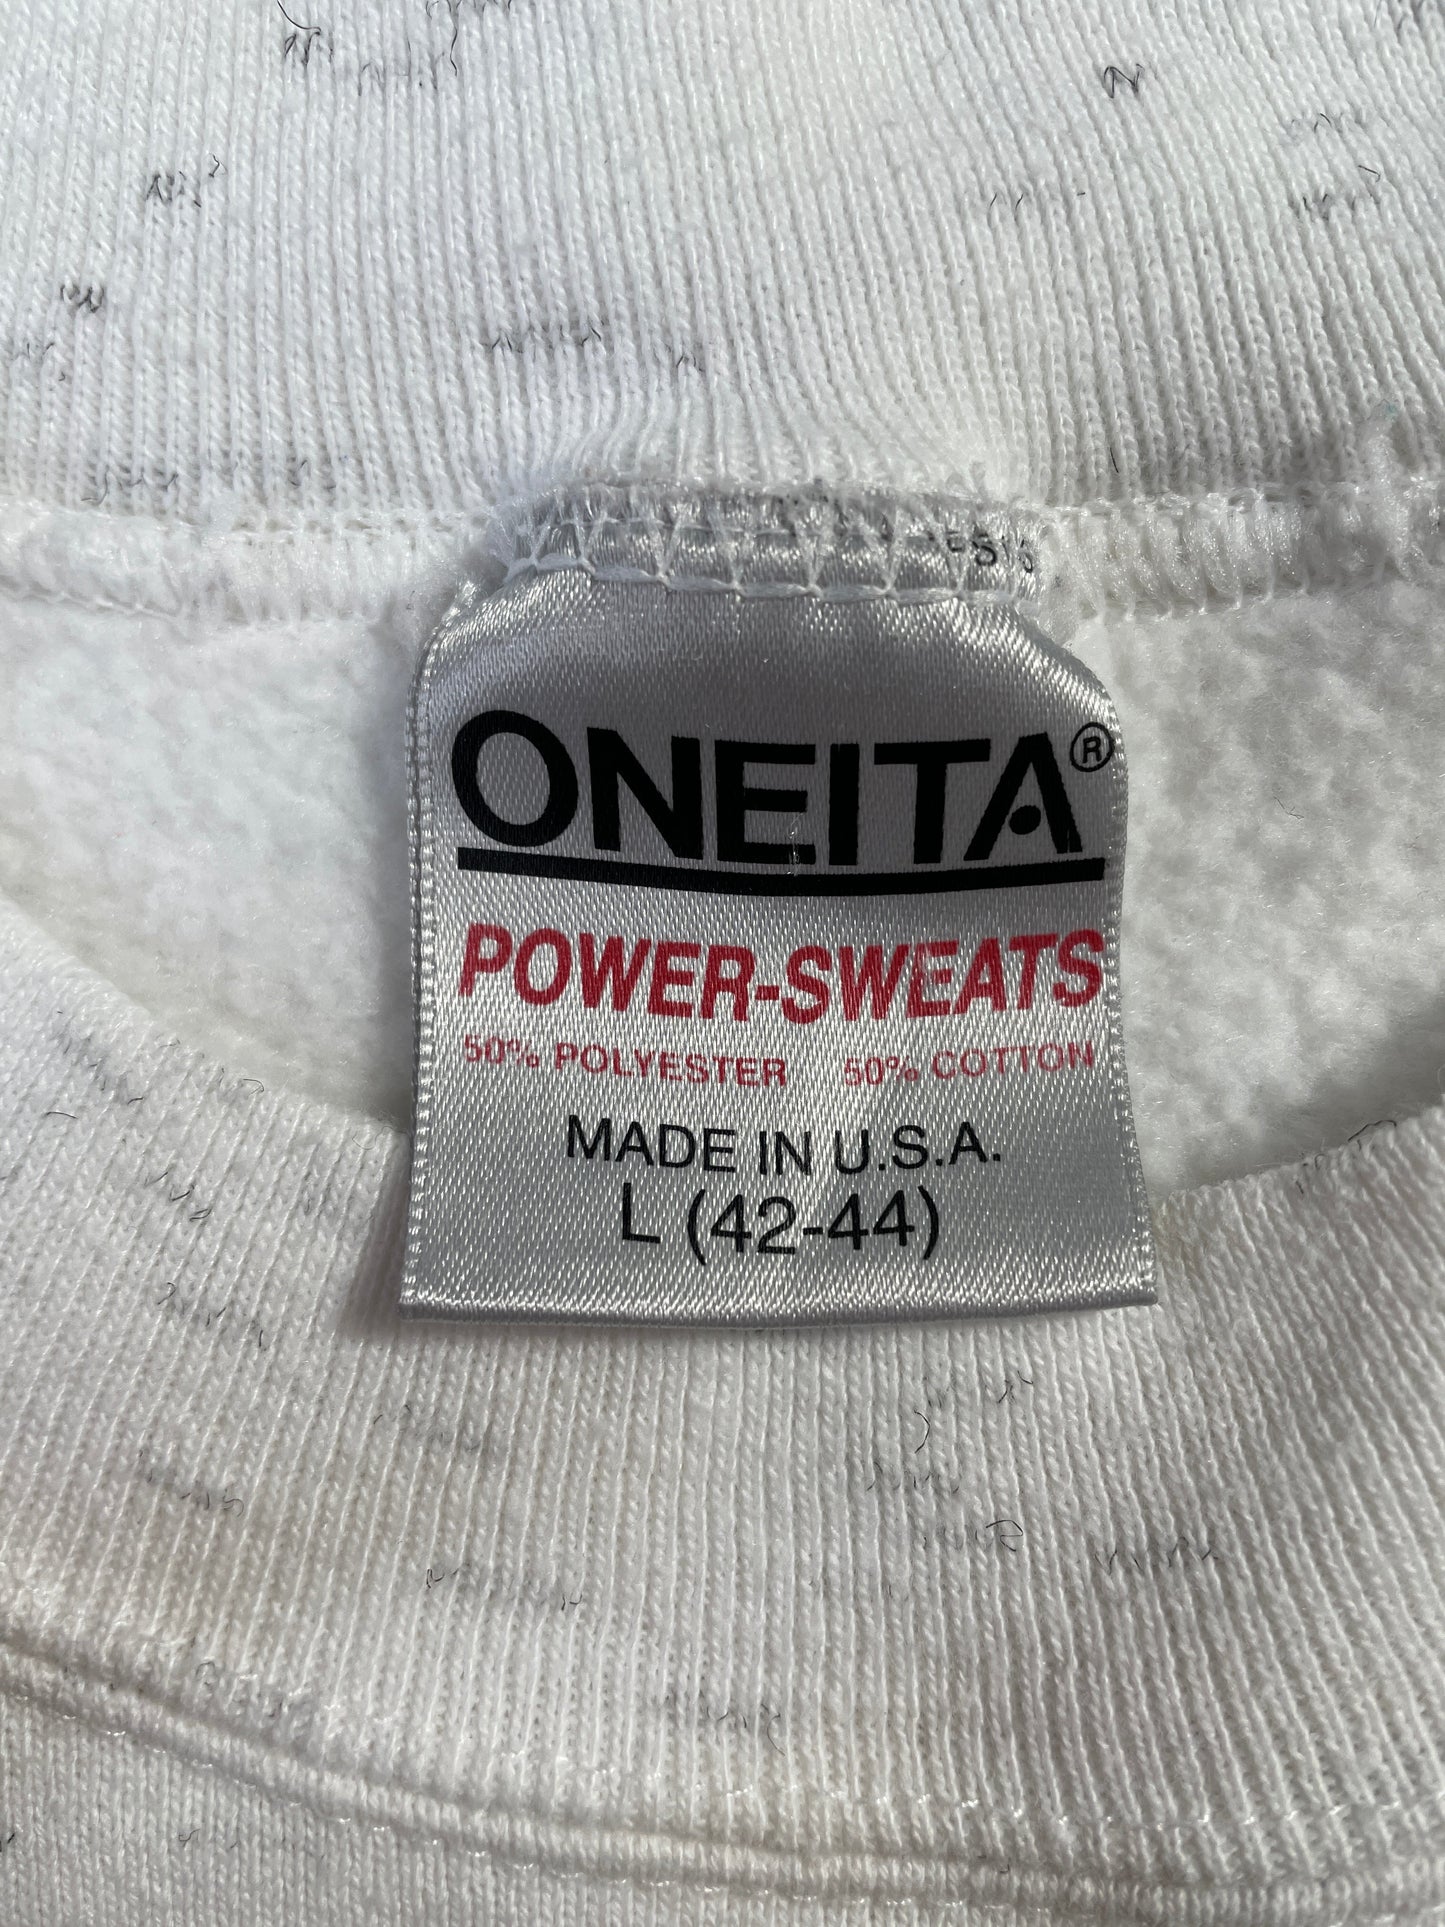 ONEITA®
POWER-SWEATS
50% POLYESTER 50% COTTON
MADE IN U.S.A.
L (42-44)